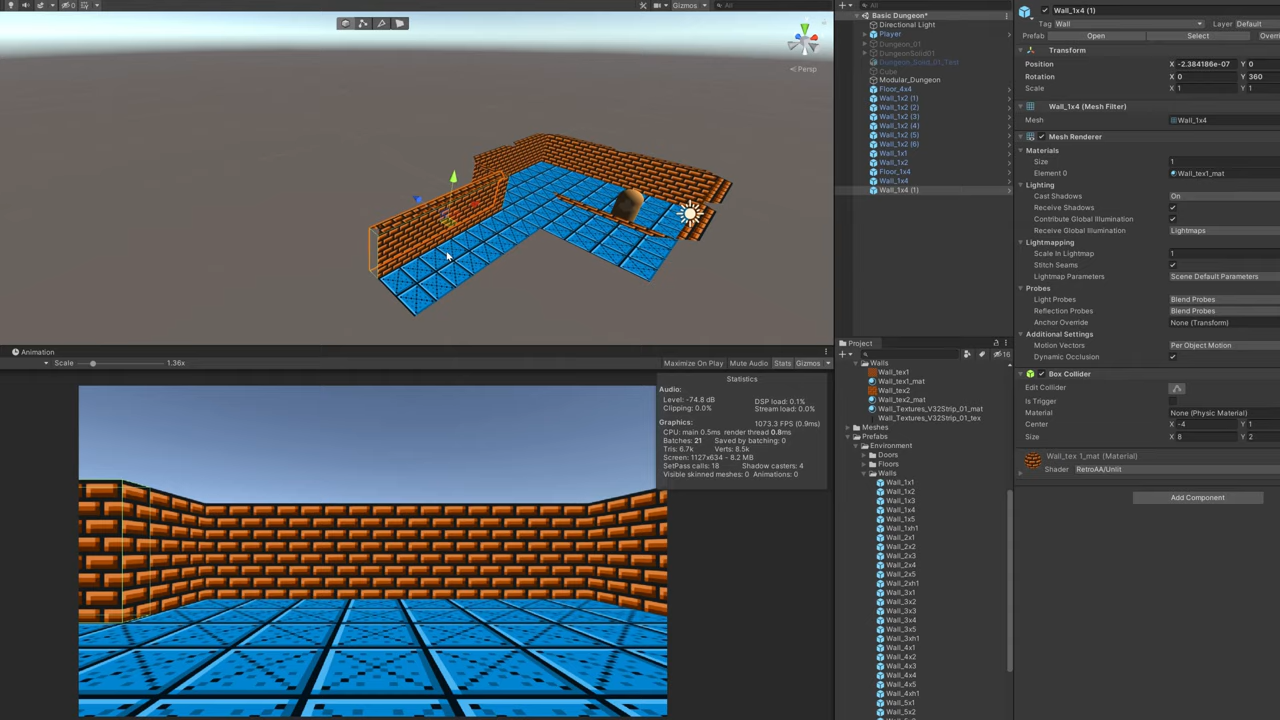 Gizmos
All
Persp
Animation
Scale
1.36x
Maximize On Play
Mute Audio
Stats
Gizmos
Statistics
Audio:
Level: -74.8 dB
DSP load: 0.1%
Clipping: 0.0%
Stream load: 0.0%
Graphics:
1073.3 FPS (0.9ms)
CPU: main 0.5ms render thread 0.8ms
Batches: 21
Saved by batching: 0
Tris: 6.7k
Verts: 8.5k
Screen: 1127x634 - 8.2 MB
SetPass calls: 18
Shadow casters: 4
Visible skinned meshes: 0 Animations: 0
All
Basic Dungeon*
Directional Light
Player
Dungeon_01
DungeonSolid01
Dungeon_Solid_01_Test
Cube
Modular_Dungeon
Floor_4x4
Wall_1x2 (1)
Wall_1x2 (2)
Wall_1x2 (3)
Wall_1x2 (4)
Wall_1x2 (5)
Wall_1x2 (6)
Wall_1x1
Wall_1x2
Floor_1x4
Wall_1x4
Wall_1x4 (1)
Project
16
Walls
Wall_tex1
Wall_tex1_mat
Wall_tex2
Wall_tex2_mat
Wall_Textures_V32Strip_01_mat
Wall_Textures_V32Strip_01_tex
Meshes
Prefabs
Environment
Doors
Floors
Walls
Wall_1x1
Wall_1x2
Wall_1x3
Wall_1x4
Wall_1x5
Wall_1xh1
Wall_2x1
Wall_2x2
Wall_2x3
Wall_2x4
Wall_2x5
Wall_2xh1
Wall_3x1
Wall_3x2
Wall_3x3
Wall_3x4
Wall_3x5
Wall_3xh1
Wall_4x1
Wall_4x2
Wall_4x3
Wall_4x4
Wall_4x5
Wall_4xh1
Wall_5x1
Wall_5x2
Wall_1x4 (1)
Tag Wall
Layer Default
Prefab
Open
Select
Overri
Transform
Position X -2.384186e-07 Y 0
Rotation X 0 Y 360
Scale X 1 Y 1
Wall_1x4 (Mesh Filter)
Mesh Wall_1x4
Mesh Renderer
Materials
Size 1
Element 0 Wall_tex1_mat
Lighting
Cast Shadows On
Receive Shadows
Contribute Global Illumination
Receive Global Illumination Lightmaps
Lightmapping
Scale In Lightmap 1
Stitch Seams
Lightmap Parameters Scene Default Parameters
Probes
Light Probes Blend Probes
Reflection Probes Blend Probes
Anchor Override None (Transform)
Additional Settings
Motion Vectors Per Object Motion
Dynamic Occlusion
Box Collider
Edit Collider
Is Trigger
Material None (Physic Material)
Center X -4 Y 1
Size X 8 Y 2
Wall_tex 1_mat (Material)
Shader RetroAA/Unlit
Add Component